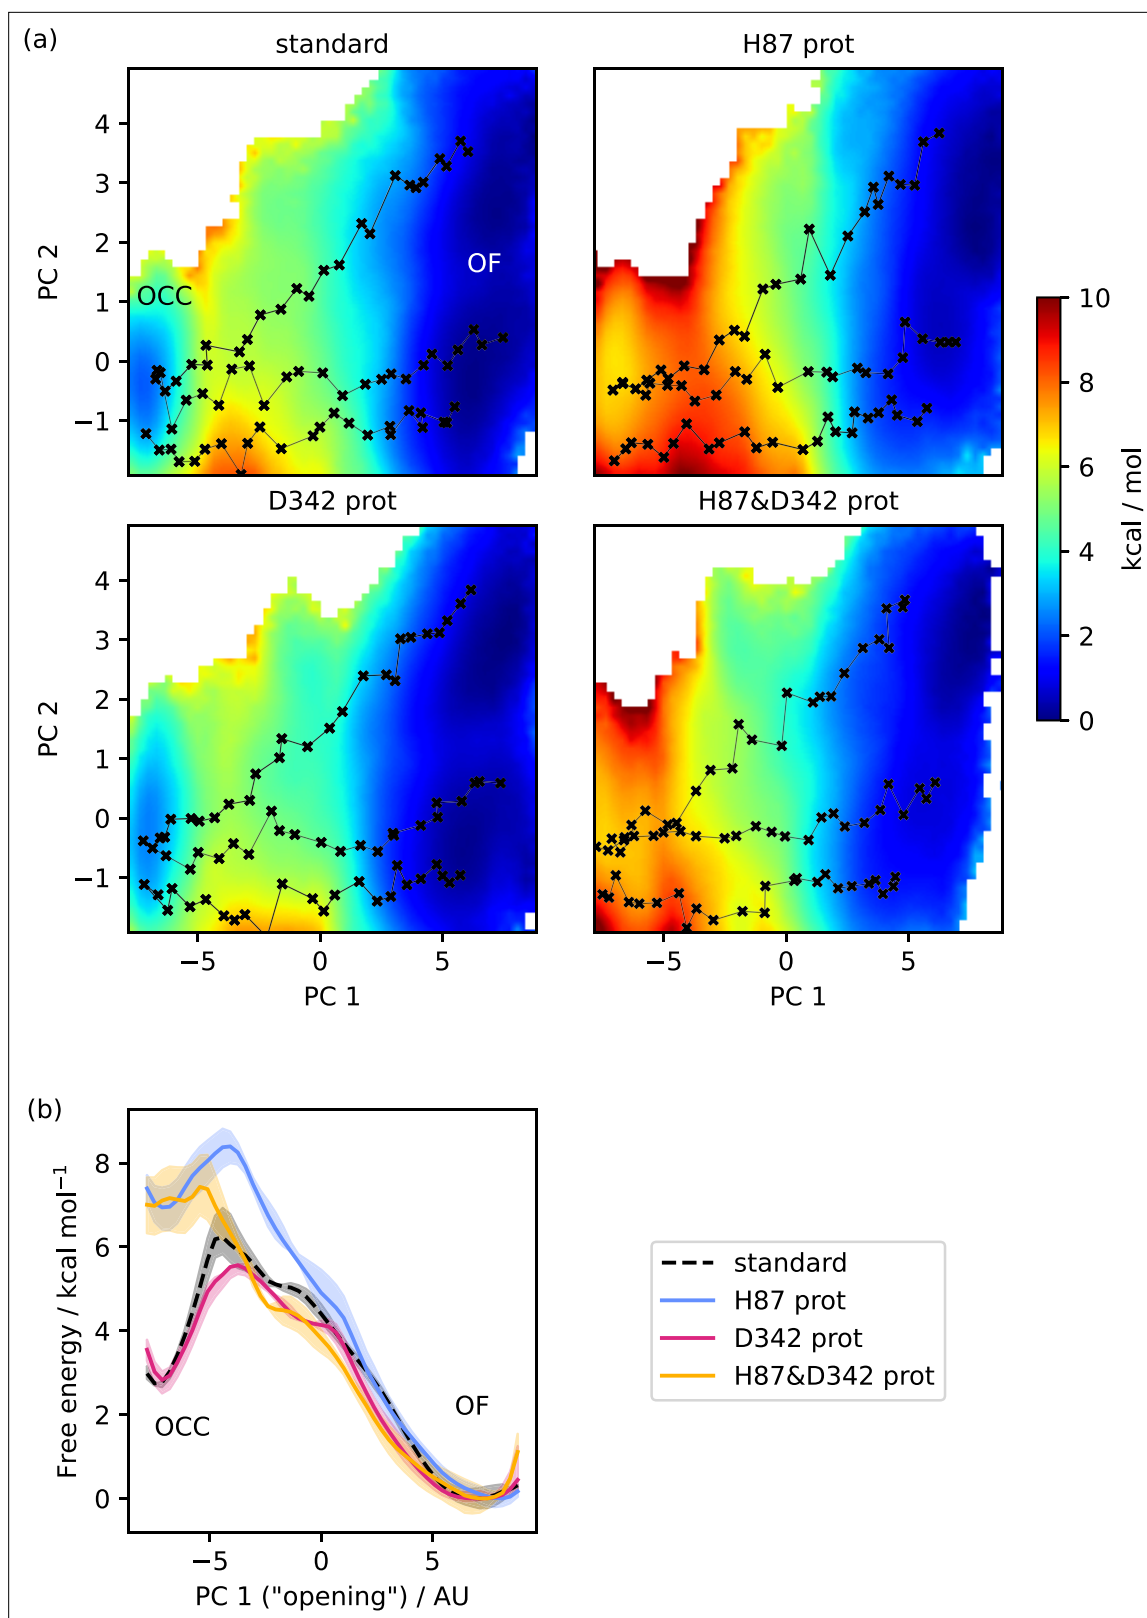 (a)
standard
H87 prot
PC 2
4
3
2
1
0
−1
OCC
OF
10
8
6
4
2
0
kcal / mol
D342 prot
H87&D342 prot
PC 2
4
3
2
1
0
−1
−5 0 5
PC 1
−5 0 5
PC 1
(b)
Free energy / kcal mol⁻¹
8
6
4
2
0
OCC
OF
−5 0 5
PC 1 ("opening") / AU
standard
H87 prot
D342 prot
H87&D342 prot